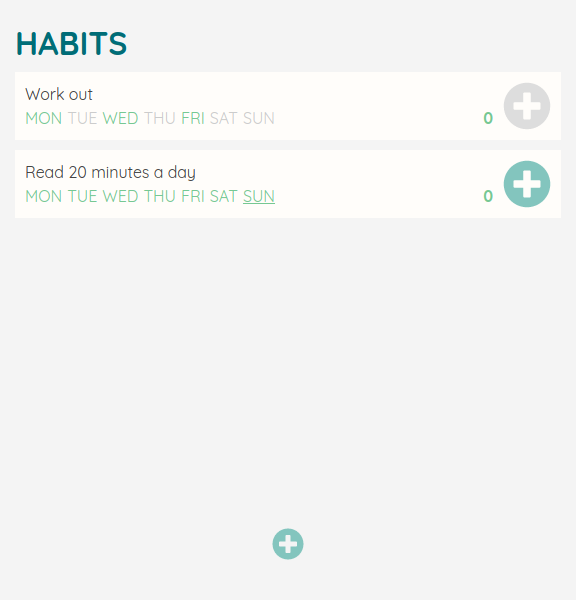 HABITS
Work out
MON TUE WED THU FRI SAT SUN 0
Read 20 minutes a day
MON TUE WED THU FRI SAT SUN 0